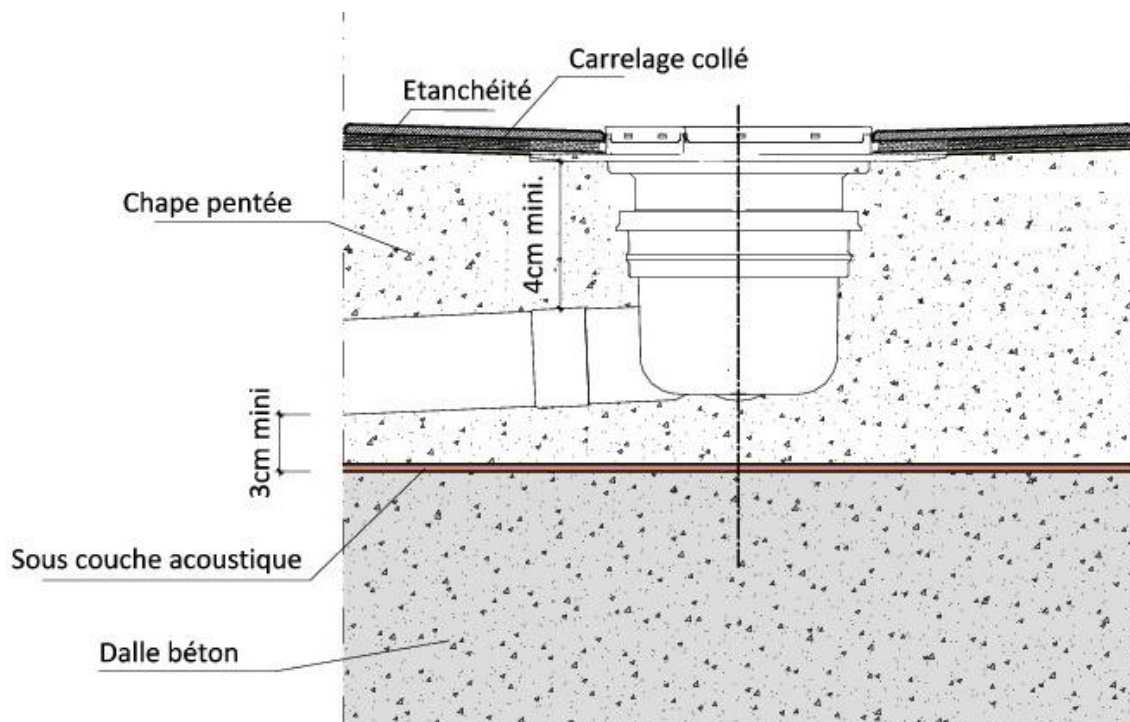 Carrelage collé
Etanchéité
Chape pentée
4cm mini.
3cm mini
Sous couche acoustique
Dalle béton